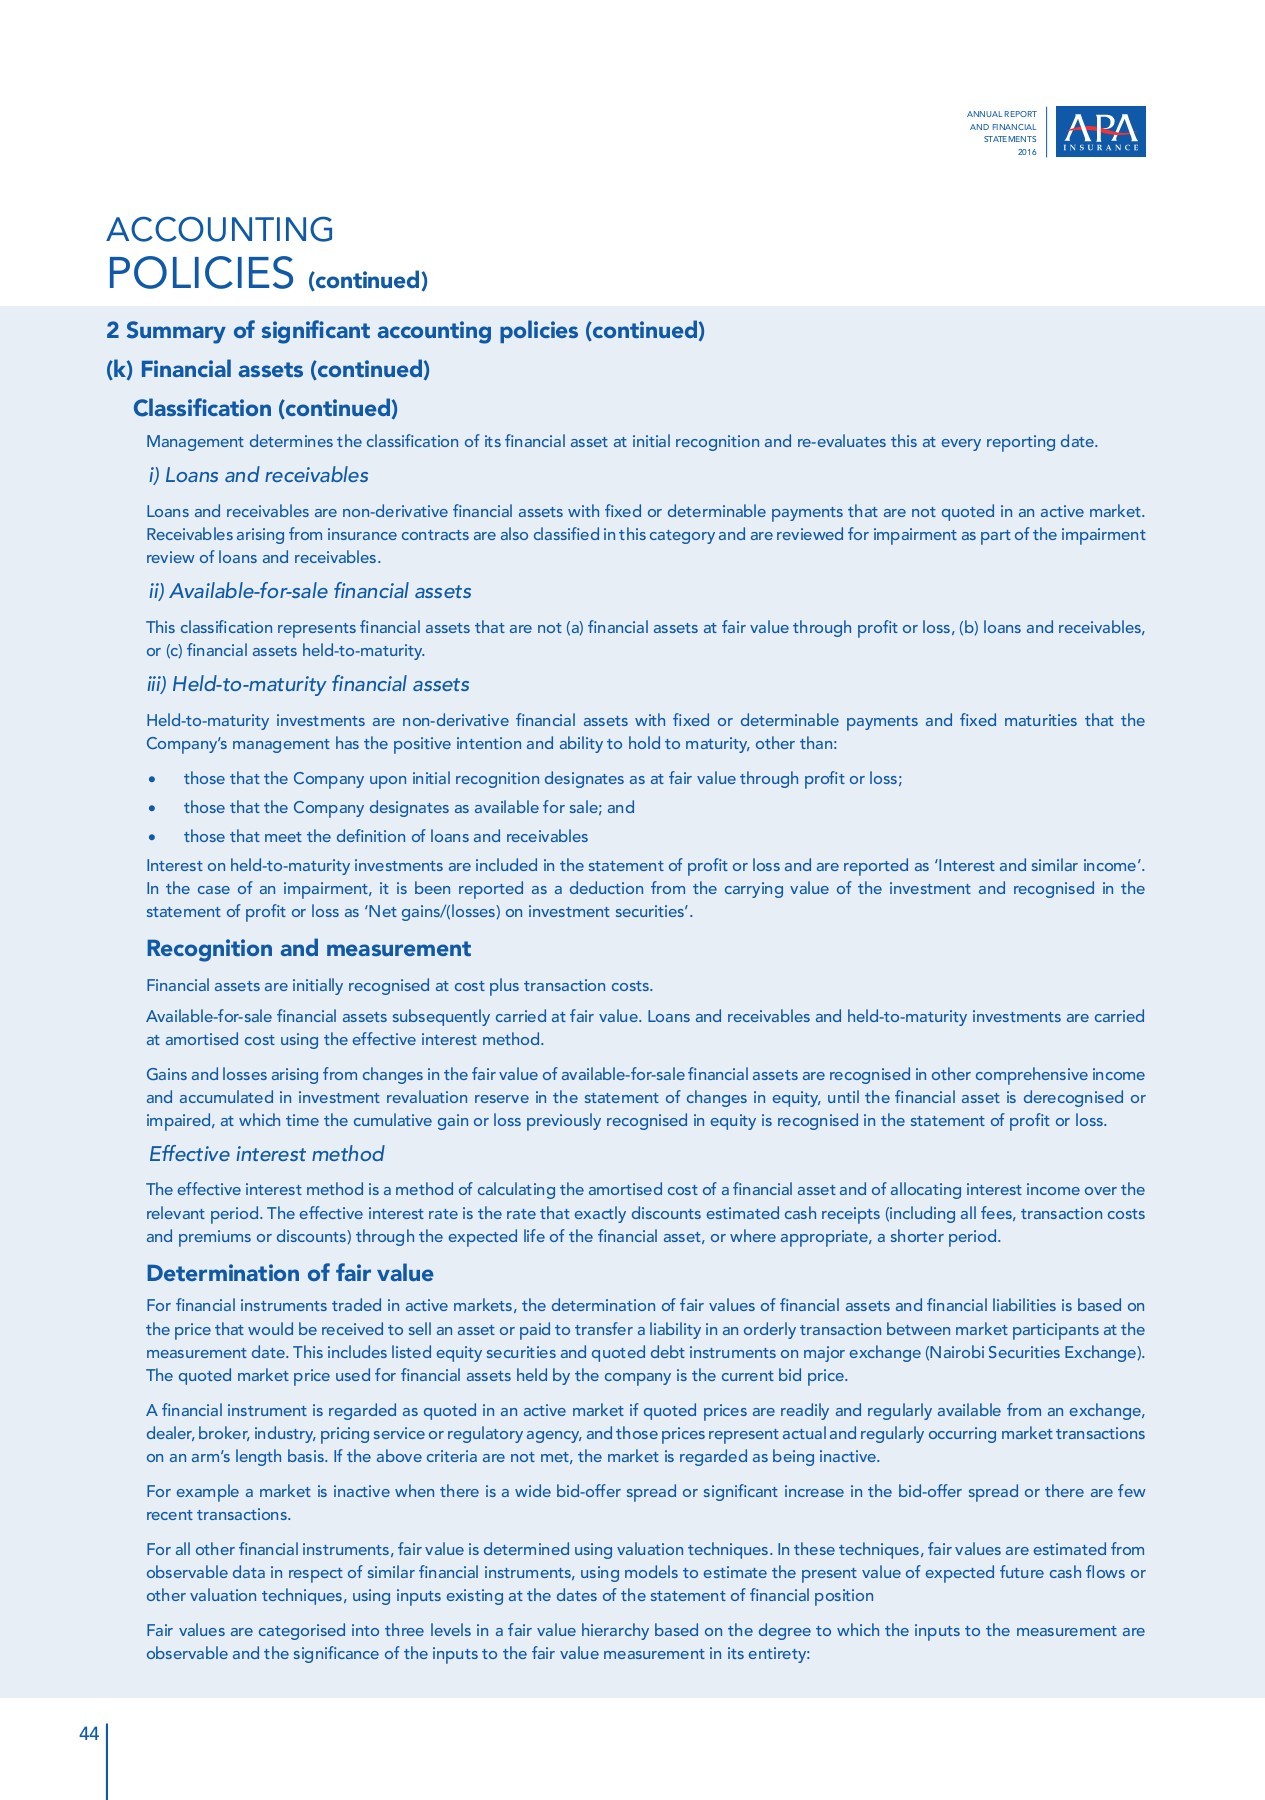 ANNUAL REPORT
AND FINANCIAL
STATEMENTS
2016
APA
INSURANCE
ACCOUNTING
POLICIES (continued)
2 Summary of significant accounting policies (continued)
(k) Financial assets (continued)
Classification (continued)
Management determines the classification of its financial asset at initial recognition and re-evaluates this at every reporting date.
i) Loans and receivables
Loans and receivables are non-derivative financial assets with fixed or determinable payments that are not quoted in an active market.
Receivables arising from insurance contracts are also classified in this category and are reviewed for impairment as part of the impairment
review of loans and receivables.
ii) Available-for-sale financial assets
This classification represents financial assets that are not (a) financial assets at fair value through profit or loss, (b) loans and receivables,
or (c) financial assets held-to-maturity.
iii) Held-to-maturity financial assets
Held-to-maturity investments are non-derivative financial assets with fixed or determinable payments and fixed maturities that the
Company's management has the positive intention and ability to hold to maturity, other than:
• those that the Company upon initial recognition designates as at fair value through profit or loss;
• those that the Company designates as available for sale; and
• those that meet the definition of loans and receivables
Interest on held-to-maturity investments are included in the statement of profit or loss and are reported as 'Interest and similar income'.
In the case of an impairment, it is been reported as a deduction from the carrying value of the investment and recognised in the
statement of profit or loss as 'Net gains/(losses) on investment securities'.
Recognition and measurement
Financial assets are initially recognised at cost plus transaction costs.
Available-for-sale financial assets subsequently carried at fair value. Loans and receivables and held-to-maturity investments are carried
at amortised cost using the effective interest method.
Gains and losses arising from changes in the fair value of available-for-sale financial assets are recognised in other comprehensive income
and accumulated in investment revaluation reserve in the statement of changes in equity, until the financial asset is derecognised or
impaired, at which time the cumulative gain or loss previously recognised in equity is recognised in the statement of profit or loss.
Effective interest method
The effective interest method is a method of calculating the amortised cost of a financial asset and of allocating interest income over the
relevant period. The effective interest rate is the rate that exactly discounts estimated cash receipts (including all fees, transaction costs
and premiums or discounts) through the expected life of the financial asset, or where appropriate, a shorter period.
Determination of fair value
For financial instruments traded in active markets, the determination of fair values of financial assets and financial liabilities is based on
the price that would be received to sell an asset or paid to transfer a liability in an orderly transaction between market participants at the
measurement date. This includes listed equity securities and quoted debt instruments on major exchange (Nairobi Securities Exchange).
The quoted market price used for financial assets held by the company is the current bid price.
A financial instrument is regarded as quoted in an active market if quoted prices are readily and regularly available from an exchange,
dealer, broker, industry, pricing service or regulatory agency, and those prices represent actual and regularly occurring market transactions
on an arm's length basis. If the above criteria are not met, the market is regarded as being inactive.
For example a market is inactive when there is a wide bid-offer spread or significant increase in the bid-offer spread or there are few
recent transactions.
For all other financial instruments, fair value is determined using valuation techniques. In these techniques, fair values are estimated from
observable data in respect of similar financial instruments, using models to estimate the present value of expected future cash flows or
other valuation techniques, using inputs existing at the dates of the statement of financial position
Fair values are categorised into three levels in a fair value hierarchy based on the degree to which the inputs to the measurement are
observable and the significance of the inputs to the fair value measurement in its entirety:
44